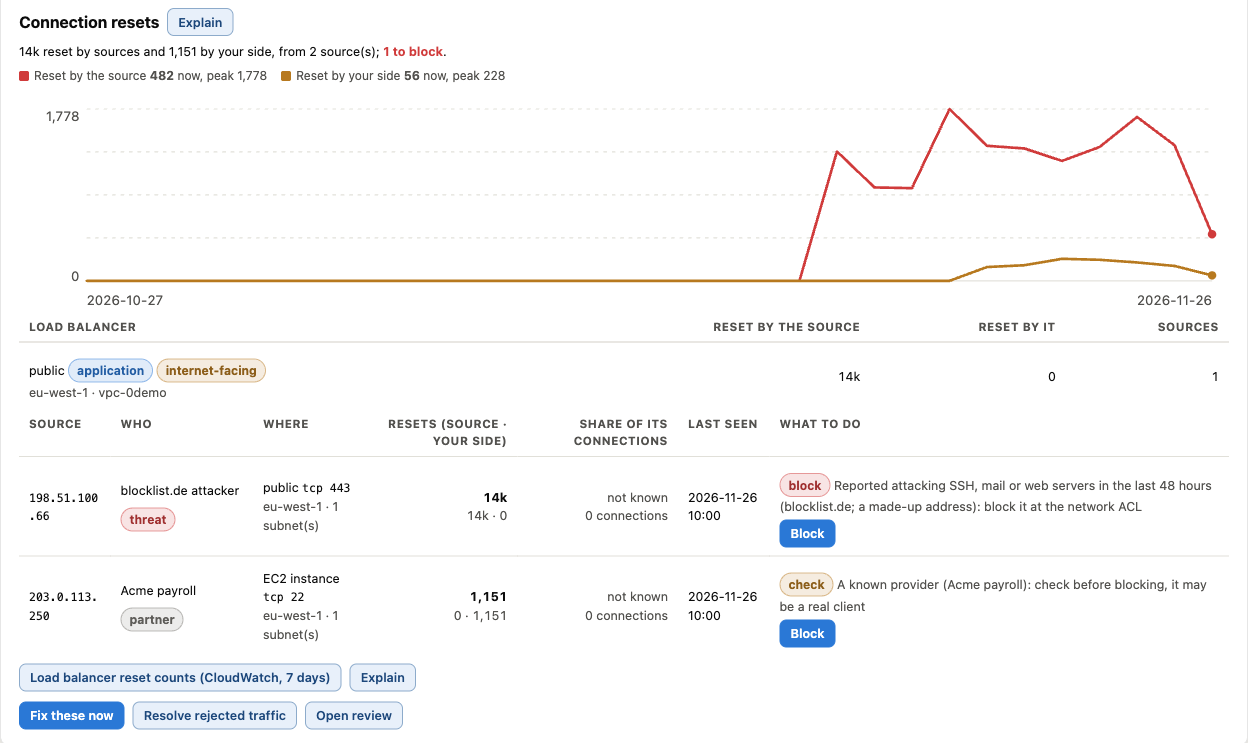 Connection resets Explain
14k reset by sources and 1,151 by your side, from 2 source(s); 1 to block.
Reset by the source 482 now, peak 1,778 Reset by your side 56 now, peak 228
1,778
0
2026-10-27 2026-11-26
LOAD BALANCER RESET BY THE SOURCE RESET BY IT SOURCES
public application internet-facing
eu-west-1 · vpc-0demo
14k 0 1
SOURCE WHO WHERE RESETS (SOURCE · YOUR SIDE) SHARE OF ITS CONNECTIONS LAST SEEN WHAT TO DO
198.51.100
.66
blocklist.de attacker
threat
public tcp 443
eu-west-1 · 1
subnet(s)
14k
14k · 0
not known
0 connections
2026-11-26
10:00
block Reported attacking SSH, mail or web servers in the last 48 hours
(blocklist.de; a made-up address): block it at the network ACL
Block
203.0.113.
250
Acme payroll
partner
EC2 instance
tcp 22
eu-west-1 · 1
subnet(s)
1,151
0 · 1,151
not known
0 connections
2026-11-26
10:00
check A known provider (Acme payroll): check before blocking, it may
be a real client
Block
Load balancer reset counts (CloudWatch, 7 days) Explain
Fix these now Resolve rejected traffic Open review